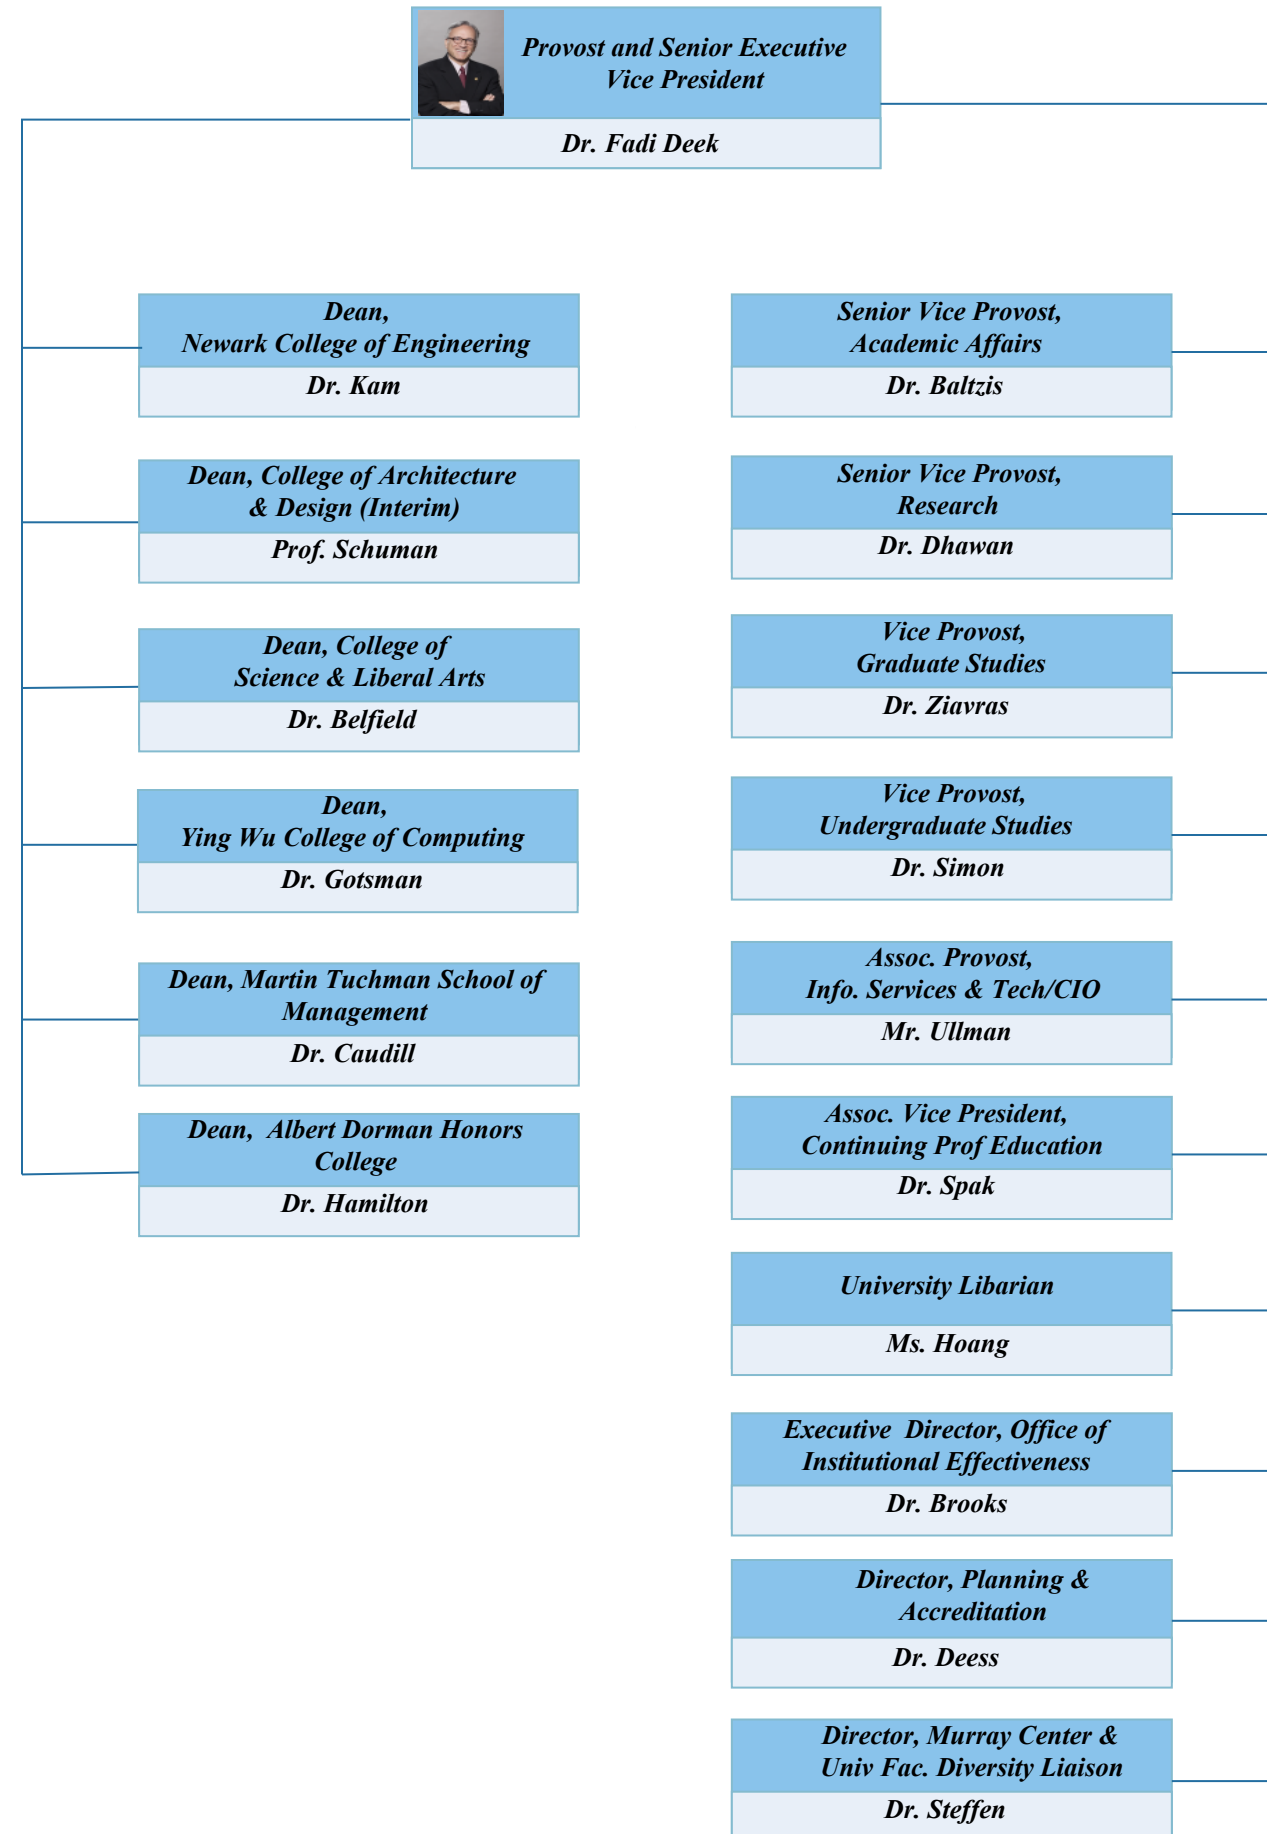 Provost and Senior Executive
Vice President
Dr. Fadi Deek
Dean,
Newark College of Engineering
Dr. Kam
Dean, College of Architecture
& Design (Interim)
Prof. Schuman
Dean, College of
Science & Liberal Arts
Dr. Belfield
Dean,
Ying Wu College of Computing
Dr. Gotsman
Dean, Martin Tuchman School of
Management
Dr. Caudill
Dean, Albert Dorman Honors
College
Dr. Hamilton
Senior Vice Provost,
Academic Affairs
Dr. Baltzis
Senior Vice Provost,
Research
Dr. Dhawan
Vice Provost,
Graduate Studies
Dr. Ziavras
Vice Provost,
Undergraduate Studies
Dr. Simon
Assoc. Provost,
Info. Services & Tech/CIO
Mr. Ullman
Assoc. Vice President,
Continuing Prof Education
Dr. Spak
University Libarian
Ms. Hoang
Executive Director, Office of
Institutional Effectiveness
Dr. Brooks
Director, Planning &
Accreditation
Dr. Deess
Director, Murray Center &
Univ Fac. Diversity Liaison
Dr. Steffen